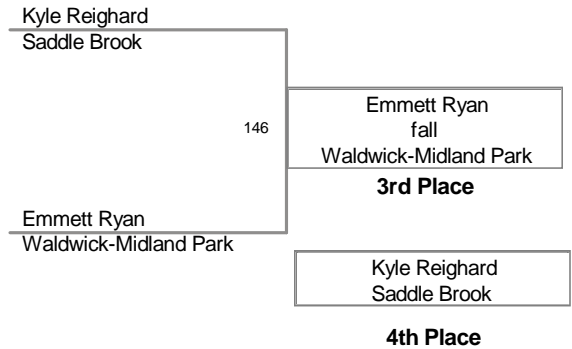 Kyle Reighard
Saddle Brook
146
Emmett Ryan
fall
Waldwick-Midland Park
3rd Place
Emmett Ryan
Waldwick-Midland Park
Kyle Reighard
Saddle Brook
4th Place